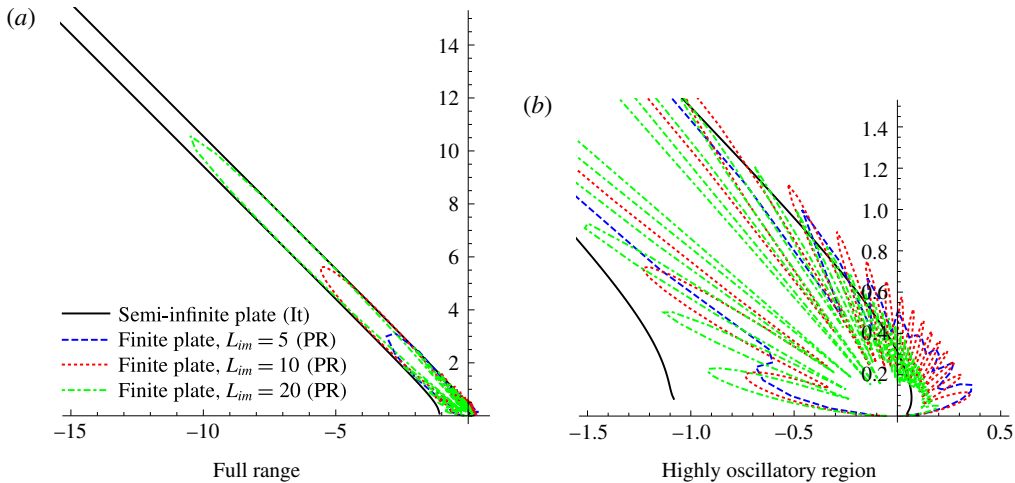 (a)
14
12
10
8
6
4
2
Semi-infinite plate (It)
Finite plate, L_im = 5 (PR)
Finite plate, L_im = 10 (PR)
Finite plate, L_im = 20 (PR)
−15 −10 −5
Full range
(b)
1.4
1.2
1.0
0.8
0.6
0.4
0.2
−1.5 −1.0 −0.5 0.5
Highly oscillatory region